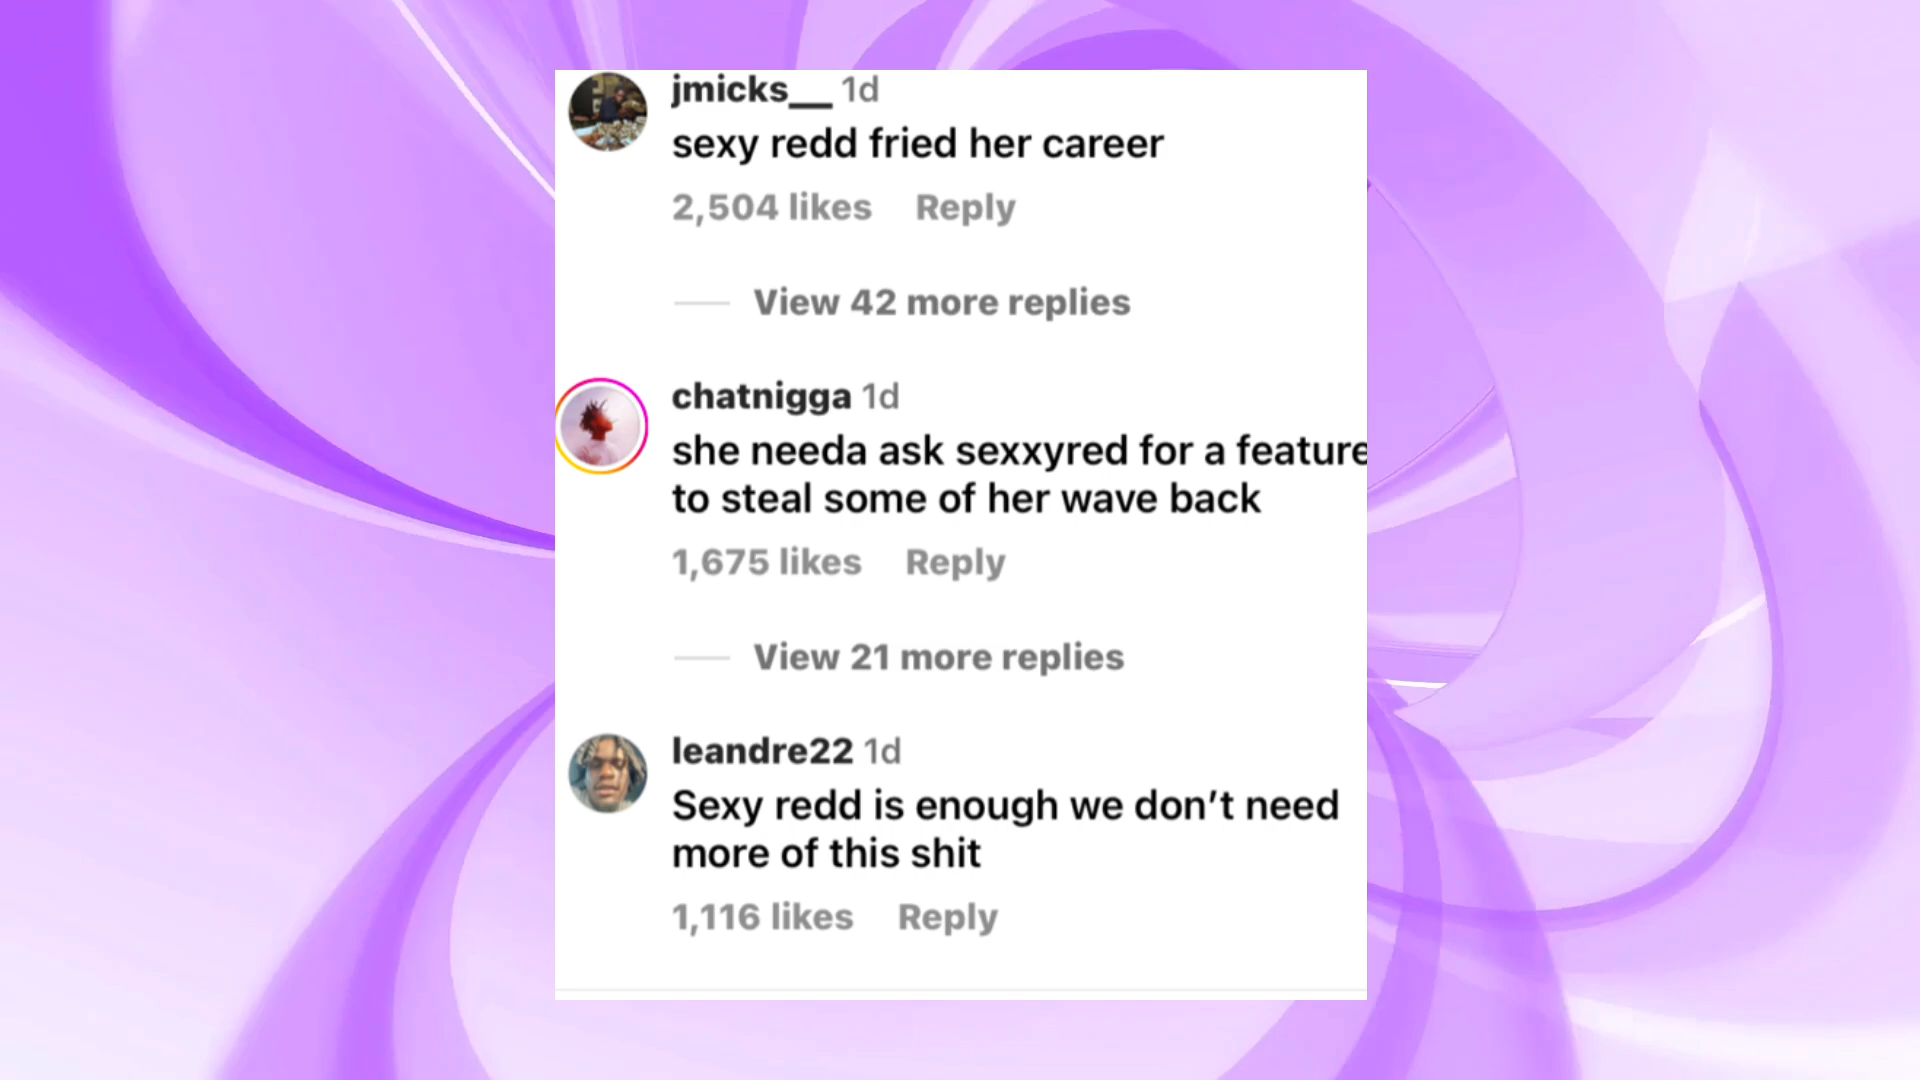 jmicks__ 1d
sexy redd fried her career
2,504 likes Reply
View 42 more replies
chatnigga 1d
she needa ask sexxyred for a feature
to steal some of her wave back
1,675 likes Reply
View 21 more replies
leandre22 1d
Sexy redd is enough we don’t need
more of this shit
1,116 likes Reply